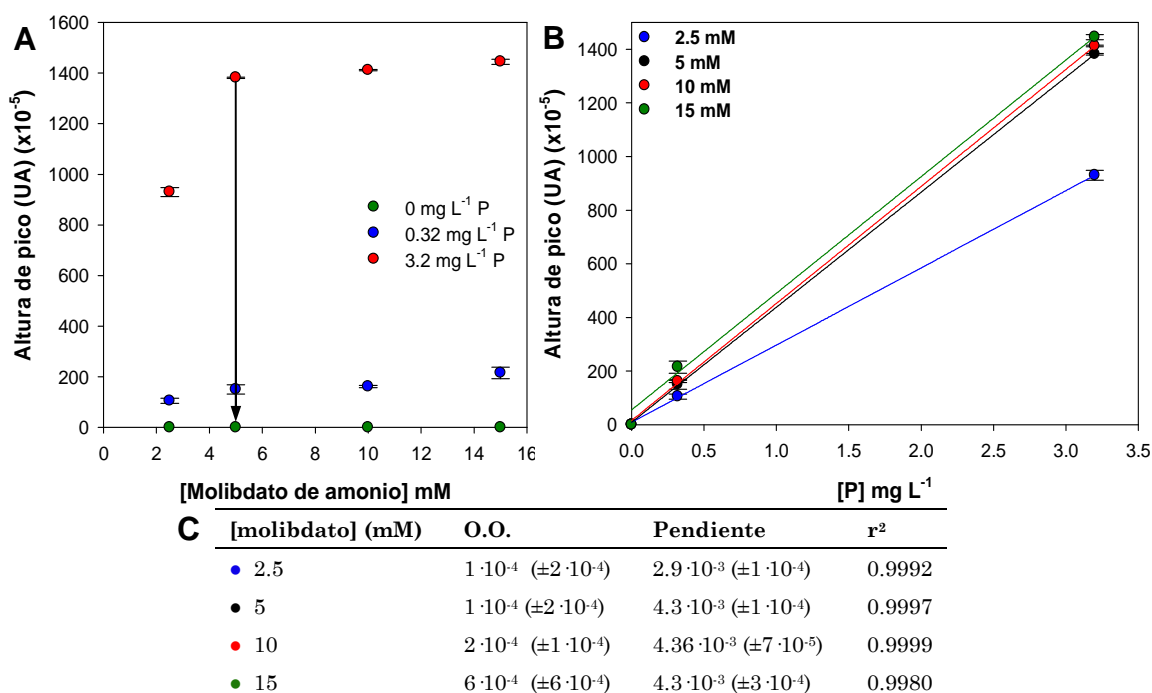 A
1600
1400
1200
1000
800
600
400
200
0
Altura de pico (UA) (x10⁻⁵)
0 mg L⁻¹ P
0.32 mg L⁻¹ P
3.2 mg L⁻¹ P
0 2 4 6 8 10 12 14 16
[Molibdato de amonio] mM
B
1400
1200
1000
800
600
400
200
0
Altura de pico (UA) (x10⁻⁵)
2.5 mM
5 mM
10 mM
15 mM
0.0 0.5 1.0 1.5 2.0 2.5 3.0 3.5
[P] mg L⁻¹
C
[molibdato] (mM) O.O. Pendiente r²
2.5 1·10⁻⁴ (±2·10⁻⁴) 2.9·10⁻³ (±1·10⁻⁴) 0.9992
5 1·10⁻⁴ (±2·10⁻⁴) 4.3·10⁻³ (±1·10⁻⁴) 0.9997
10 2·10⁻⁴ (±1·10⁻⁴) 4.36·10⁻³ (±7·10⁻⁵) 0.9999
15 6·10⁻⁴ (±6·10⁻⁴) 4.3·10⁻³ (±3·10⁻⁴) 0.9980